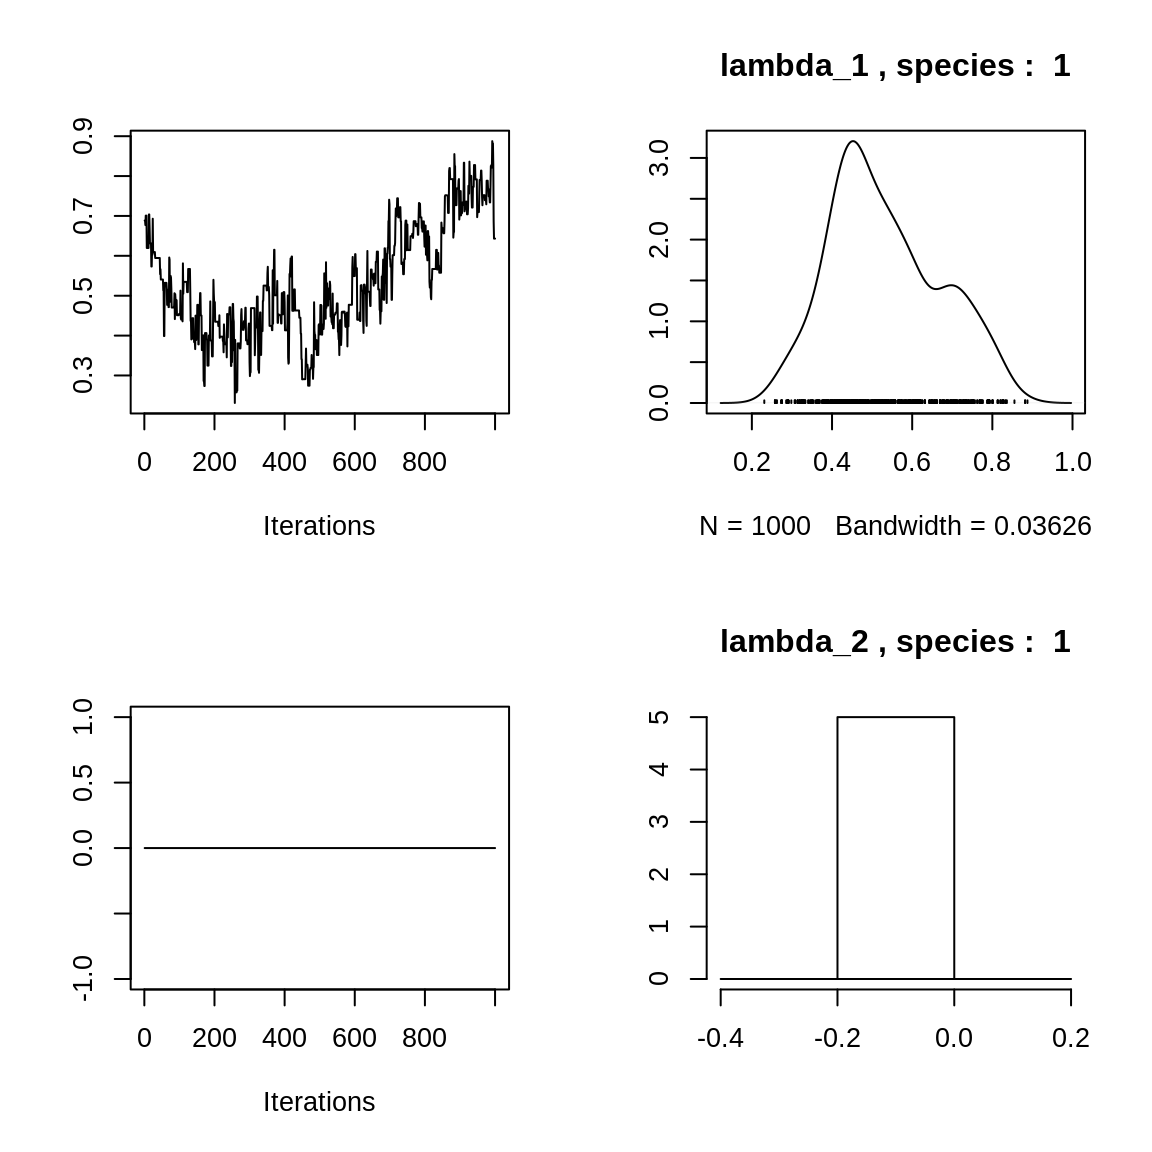 lambda_1 , species :  1
0.9
0.7
0.5
0.3
0 200 400 600 800
Iterations
3.0
2.0
1.0
0.0
0.2 0.4 0.6 0.8 1.0
N = 1000   Bandwidth = 0.03626
lambda_2 , species :  1
1.0
0.5
0.0
-1.0
0 200 400 600 800
Iterations
5
4
3
2
1
0
-0.4 -0.2 0.0 0.2